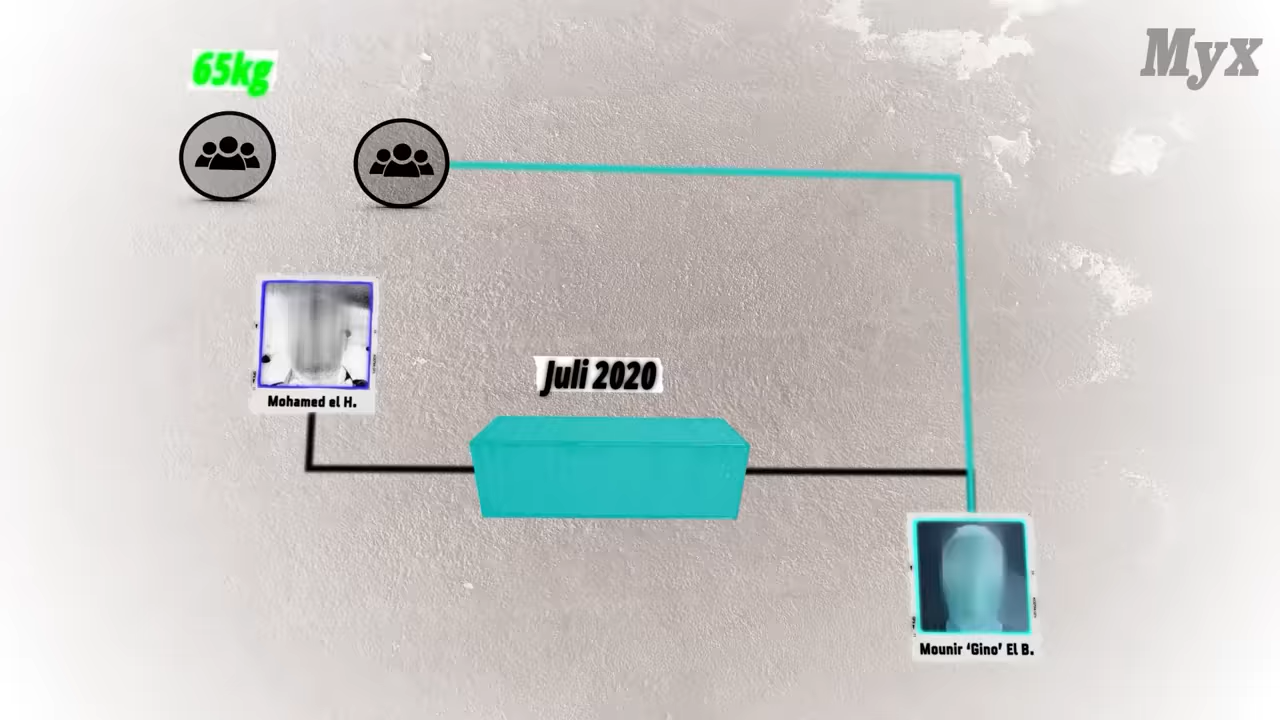 Myx
65kg
Juli 2020
Mohamed el H.
Mounir ‘Gino’ El B.